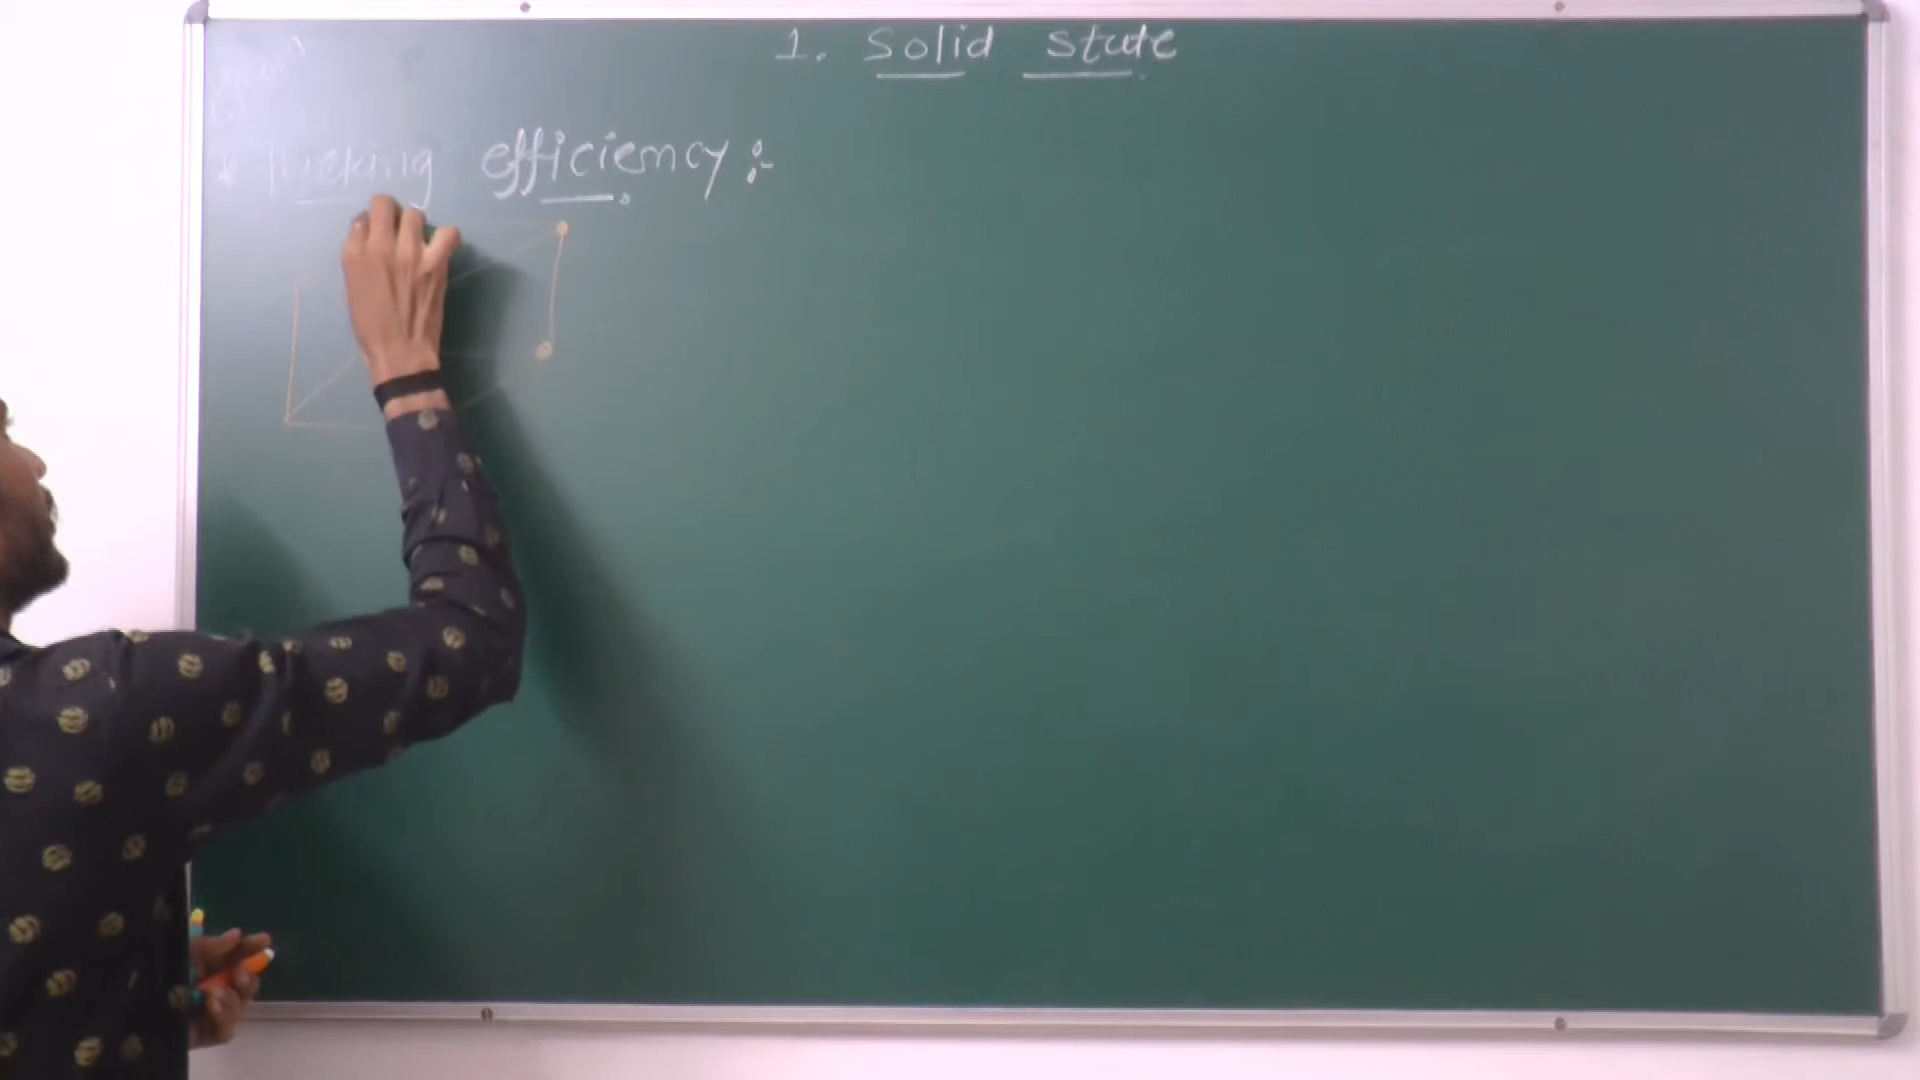 1. Solid state
* Packing efficiency :-